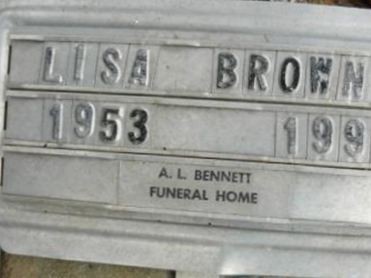 LISA BROWN
1953 199
A. L. BENNETT
FUNERAL HOME